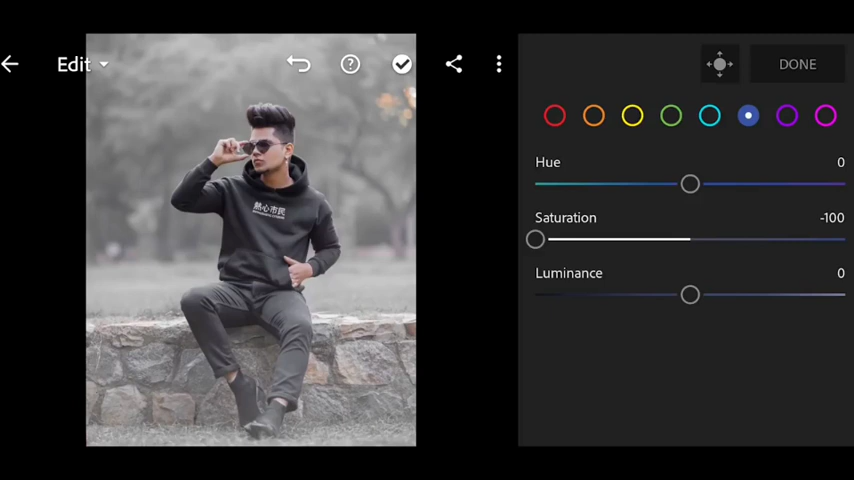 Edit
DONE
Hue 0
Saturation -100
Luminance 0
熱心市民